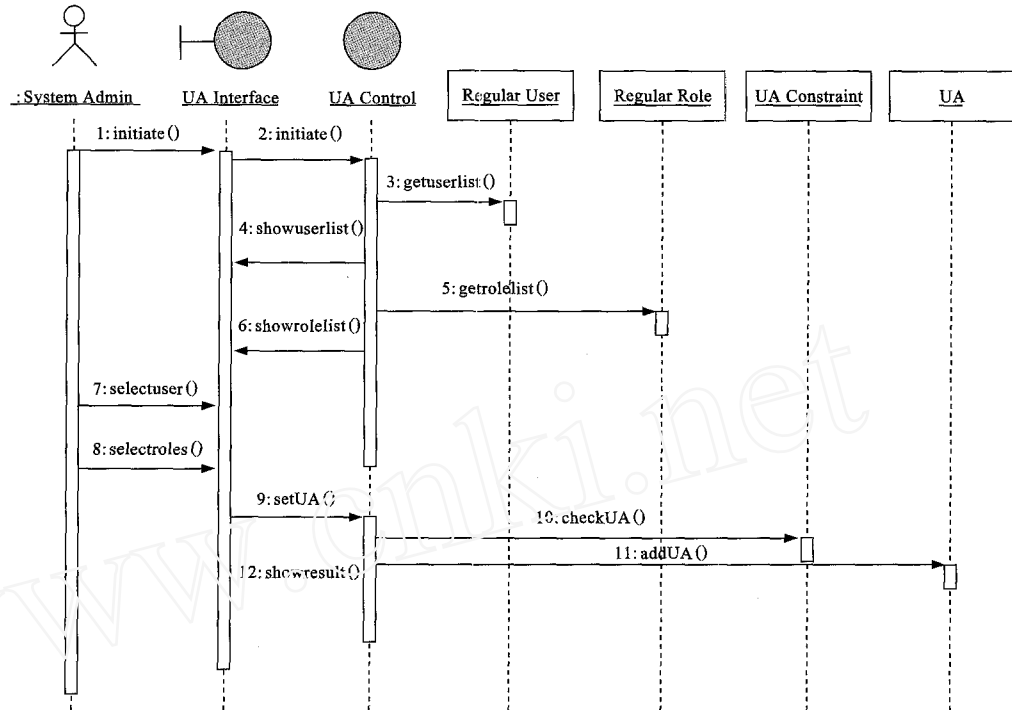 :System Admin
UA Interface
UA Control
Regular User
Regular Role
UA Constraint
UA
1:initiate()
2:initiate()
3:getuserlist()
4:showuserlist()
5:getrolelist()
6:showrolelist()
7:selectuser()
8:selectroles()
9:setUA()
10:checkUA()
11:addUA()
12:showresult()
www.cnki.net